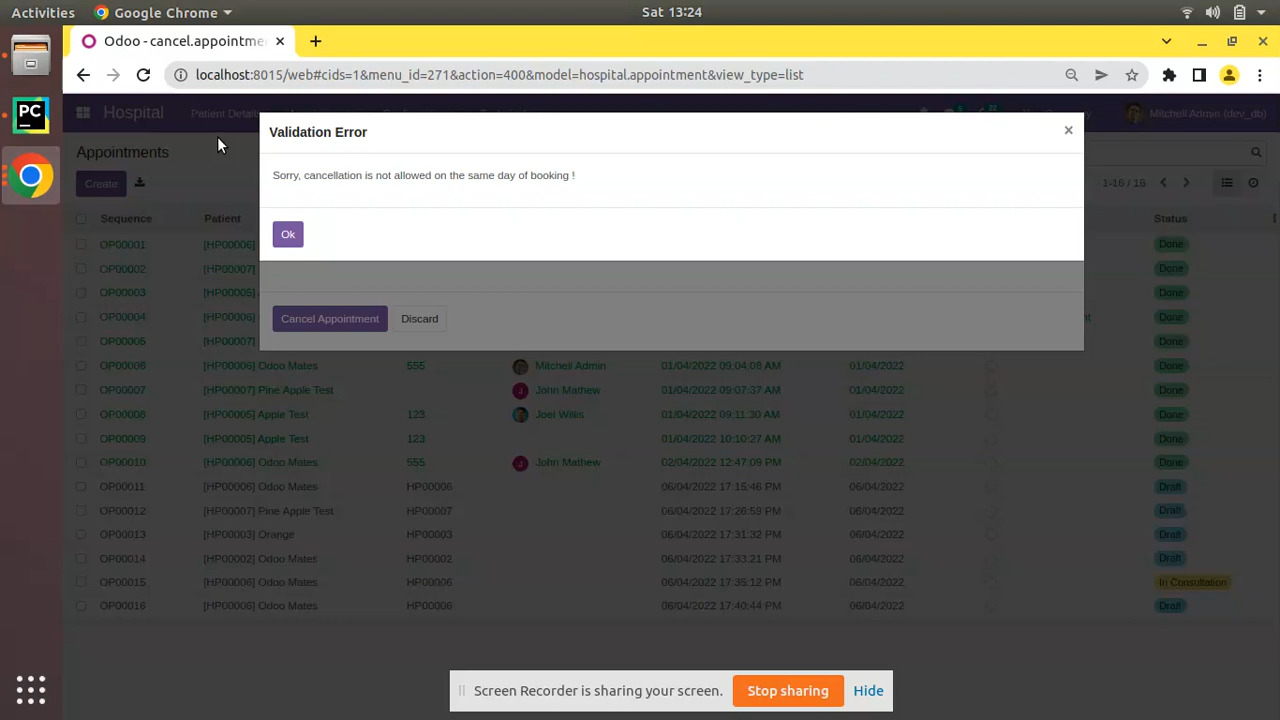 Activities Google Chrome Sat 13:24
Odoo - cancel.appointme
localhost:8015/web#cids=1&menu_id=271&action=400&model=hospital.appointment&view_type=list
Hospital Patient Details Mitchell Admin (dev_db)
Validation Error ×
Appointments
Sorry, cancellation is not allowed on the same day of booking !
Create 1-16 / 16
Sequence Patient Status
Ok
OP00001 [HP00006] Done
OP00002 [HP00007] Done
OP00003 [HP00005] Done
OP00004 [HP00006] Done
Cancel Appointment Discard
OP00005 [HP00007] Done
OP00006 [HP00006] Odoo Mates 555 Mitchell Admin 01/04/2022 09:04:08 AM 01/04/2022 Done
OP00007 [HP00007] Pine Apple Test J John Mathew 01/04/2022 09:07:37 AM 01/04/2022 Done
OP00008 [HP00005] Apple Test 123 Joel Willis 01/04/2022 09:11:30 AM 01/04/2022 Done
OP00009 [HP00005] Apple Test 123 01/04/2022 10:10:27 AM 01/04/2022 Done
OP00010 [HP00006] Odoo Mates 555 J John Mathew 02/04/2022 12:47:09 PM 02/04/2022 Done
OP00011 [HP00006] Odoo Mates HP00006 06/04/2022 17:15:46 PM 06/04/2022 Draft
OP00012 [HP00007] Pine Apple Test HP00007 06/04/2022 17:26:59 PM 06/04/2022 Draft
OP00013 [HP00003] Orange HP00003 06/04/2022 17:31:32 PM 06/04/2022 Draft
OP00014 [HP00002] Odoo Mates HP00002 06/04/2022 17:33:21 PM 06/04/2022 Draft
OP00015 [HP00006] Odoo Mates HP00006 06/04/2022 17:35:12 PM 06/04/2022 In Consultation
OP00016 [HP00006] Odoo Mates HP00006 06/04/2022 17:40:44 PM 06/04/2022 Draft
Screen Recorder is sharing your screen. Stop sharing Hide